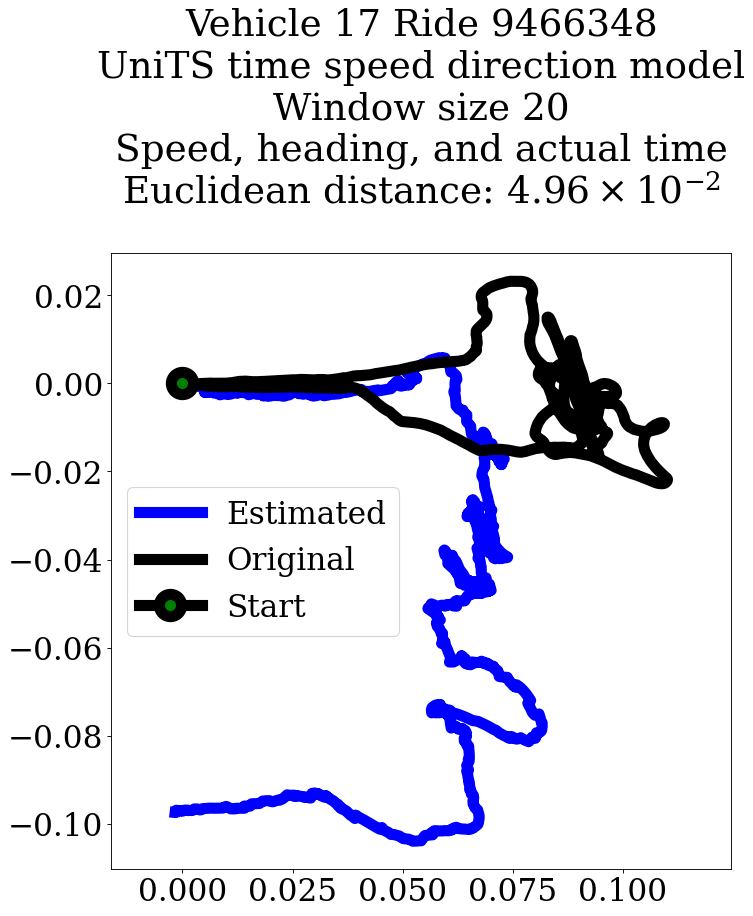 Vehicle 17 Ride 9466348
UniTS time speed direction model
Window size 20
Speed, heading, and actual time
Euclidean distance: 4.96 × 10⁻²
0.02
0.00
−0.02
−0.04
−0.06
−0.08
−0.10
Estimated
Original
Start
0.000 0.025 0.050 0.075 0.100